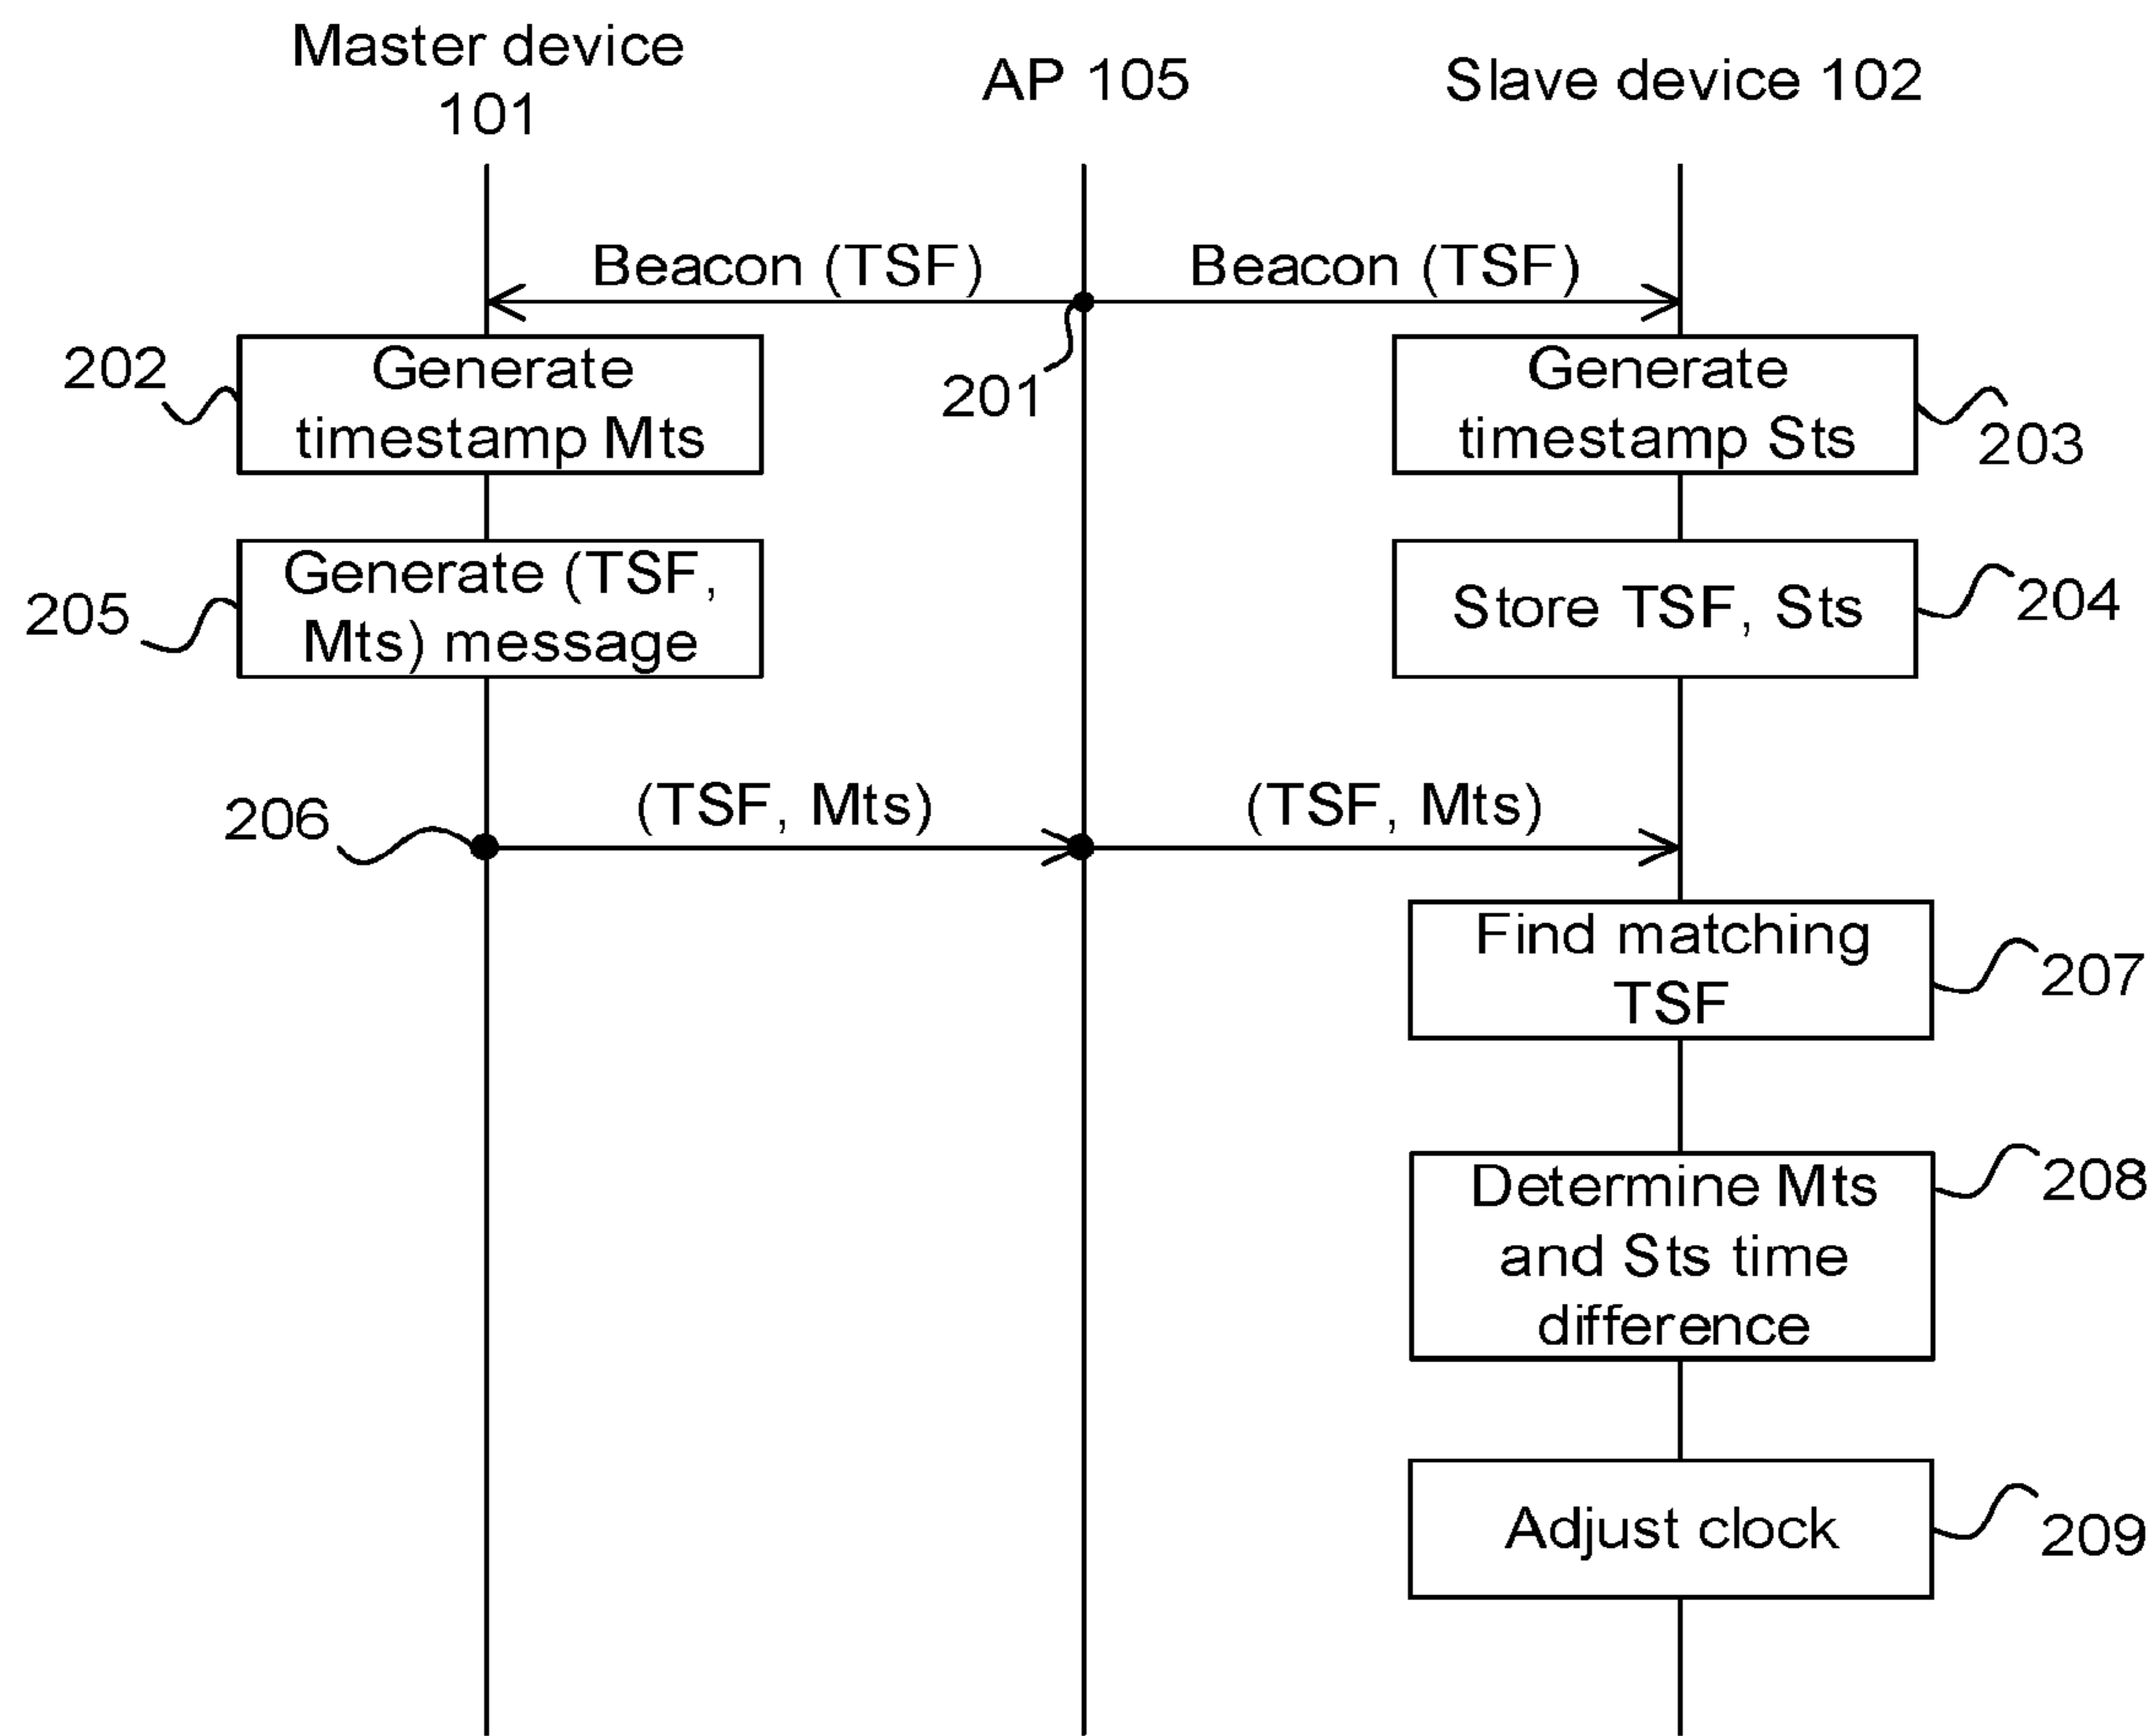 Master device
101
AP 105
Slave device 102
Beacon (TSF)
Beacon (TSF)
201
202
Generate
timestamp Mts
Generate
timestamp Sts
203
205
Generate (TSF,
Mts) message
Store TSF, Sts
204
206
(TSF, Mts)
(TSF, Mts)
Find matching
TSF
207
Determine Mts
and Sts time
difference
208
Adjust clock
209